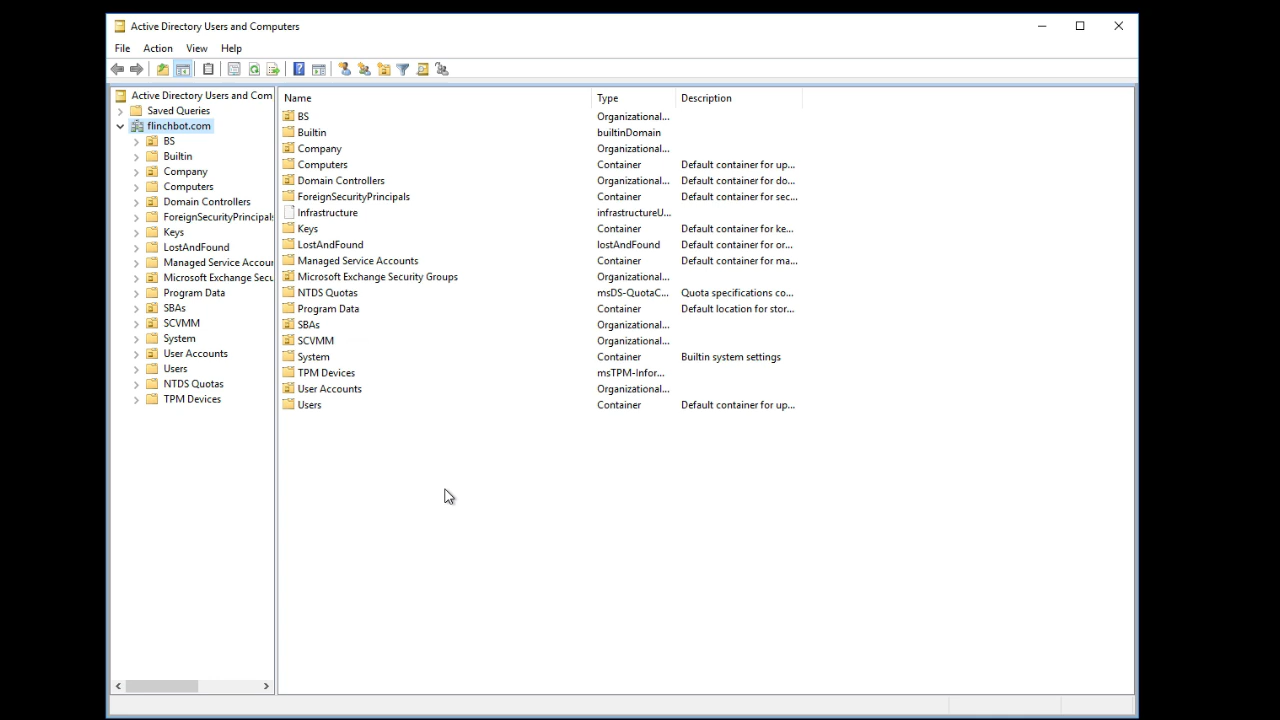 Active Directory Users and Computers
File Action View Help
Active Directory Users and Com
Saved Queries
flinchbot.com
BS
Builtin
Company
Computers
Domain Controllers
ForeignSecurityPrincipals
Keys
LostAndFound
Managed Service Accour
Microsoft Exchange Secu
Program Data
SBAs
SCVMM
System
User Accounts
Users
NTDS Quotas
TPM Devices
Name Type Description
BS Organizational...
Builtin builtinDomain
Company Organizational...
Computers Container Default container for up...
Domain Controllers Organizational... Default container for do...
ForeignSecurityPrincipals Container Default container for sec...
Infrastructure infrastructureU...
Keys Container Default container for ke...
LostAndFound lostAndFound Default container for or...
Managed Service Accounts Container Default container for ma...
Microsoft Exchange Security Groups Organizational...
NTDS Quotas msDS-QuotaC... Quota specifications co...
Program Data Container Default location for stor...
SBAs Organizational...
SCVMM Organizational...
System Container Builtin system settings
TPM Devices msTPM-Infor...
User Accounts Organizational...
Users Container Default container for up...